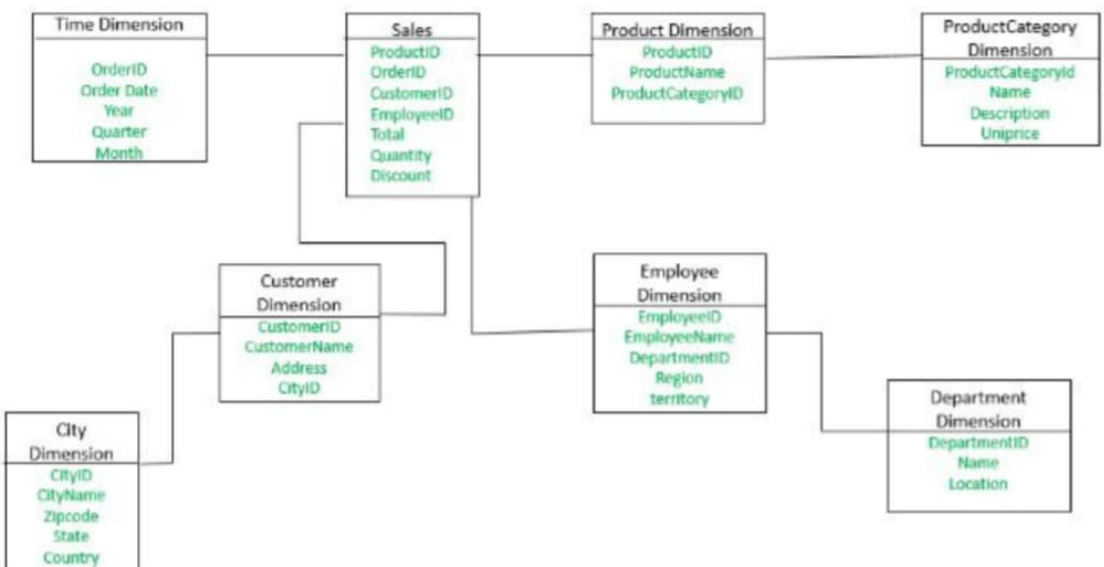 Time Dimension
OrderID
Order Date
Year
Quarter
Month
Sales
ProductID
OrderID
CustomerID
EmployeeID
Total
Quantity
Discount
Product Dimension
ProductID
ProductName
ProductCategoryID
ProductCategory
Dimension
ProductCategoryId
Name
Description
Uniprice
Customer
Dimension
CustomerID
CustomerName
Address
CityID
Employee
Dimension
EmployeeID
EmployeeName
DepartmentID
Region
territory
City
Dimension
CityID
CityName
Zipcode
State
Country
Department
Dimension
DepartmentID
Name
Location